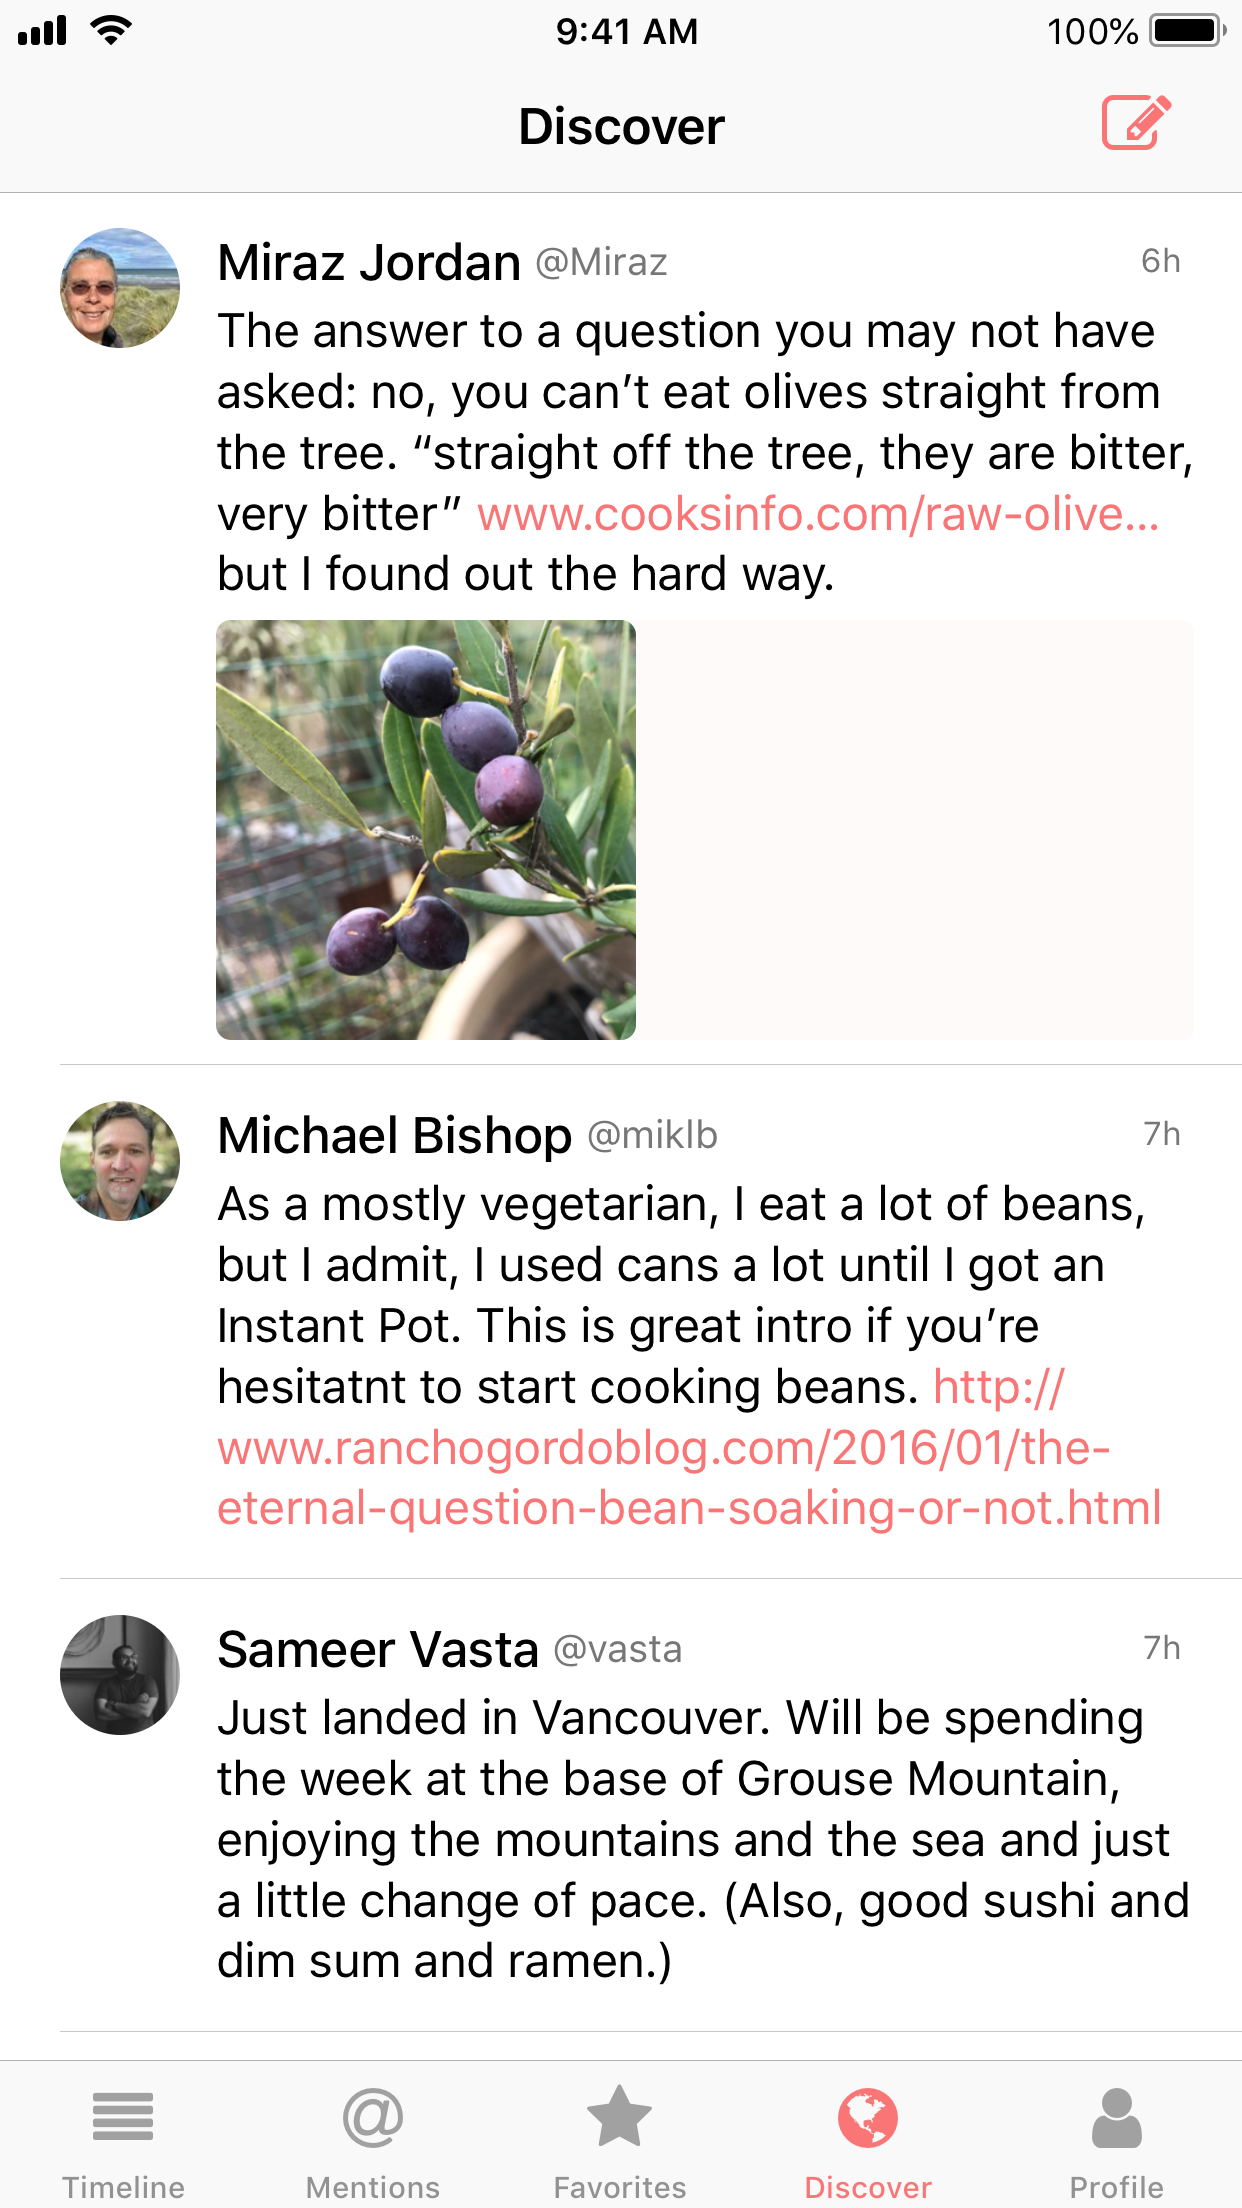 9:41 AM
100%
Discover
Miraz Jordan @Miraz 6h
The answer to a question you may not have
asked: no, you can’t eat olives straight from
the tree. “straight off the tree, they are bitter,
very bitter” www.cooksinfo.com/raw-olive...
but I found out the hard way.
Michael Bishop @miklb 7h
As a mostly vegetarian, I eat a lot of beans,
but I admit, I used cans a lot until I got an
Instant Pot. This is great intro if you’re
hesitatnt to start cooking beans. http://
www.ranchogordoblog.com/2016/01/the-
eternal-question-bean-soaking-or-not.html
Sameer Vasta @vasta 7h
Just landed in Vancouver. Will be spending
the week at the base of Grouse Mountain,
enjoying the mountains and the sea and just
a little change of pace. (Also, good sushi and
dim sum and ramen.)
Timeline Mentions Favorites Discover Profile